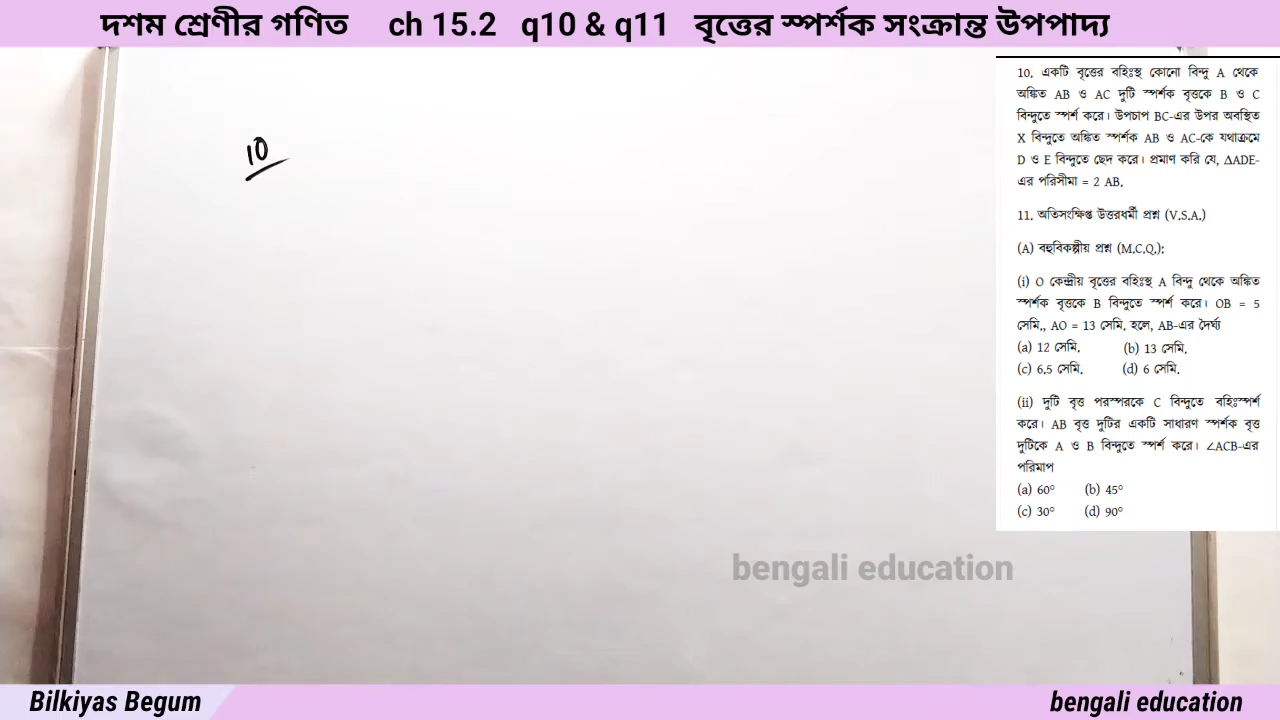 দশম শ্রেণীর গণিত ch 15.2 q10 & q11 বৃত্তের স্পর্শক সংক্রান্ত উপপাদ্য
10
10. একটি বৃত্তের বহিঃস্থ কোনো বিন্দু A থেকে
অঙ্কিত AB ও AC দুটি স্পর্শক বৃত্তকে B ও C
বিন্দুতে স্পর্শ করে। উপচাপ BC-এর উপর অবস্থিত
X বিন্দুতে অঙ্কিত স্পর্শক AB ও AC-কে যথাক্রমে
D ও E বিন্দুতে ছেদ করে। প্রমাণ করি যে, ΔADE-
এর পরিসীমা = 2 AB.
11. অতিসংক্ষিপ্ত উত্তরধর্মী প্রশ্ন (V.S.A.)
(A) বহুবিকল্পীয় প্রশ্ন (M.C.Q.);
(i) O কেন্দ্রীয় বৃত্তের বহিঃস্থ A বিন্দু থেকে অঙ্কিত
স্পর্শক বৃত্তকে B বিন্দুতে স্পর্শ করে। OB = 5
সেমি., AO = 13 সেমি. হলে, AB-এর দৈর্ঘ্য
(a) 12 সেমি. (b) 13 সেমি.
(c) 6.5 সেমি. (d) 6 সেমি.
(ii) দুটি বৃত্ত পরস্পরকে C বিন্দুতে বহিঃস্পর্শ
করে। AB বৃত্ত দুটির একটি সাধারণ স্পর্শক বৃত্ত
দুটিকে A ও B বিন্দুতে স্পর্শ করে। ∠ACB-এর
পরিমাপ
(a) 60° (b) 45°
(c) 30° (d) 90°
bengali education
Bilkiyas Begum
bengali education